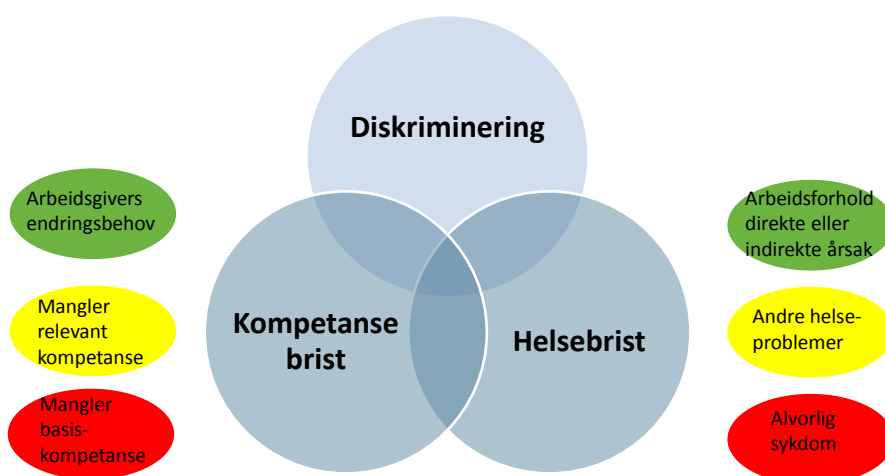 Diskriminering
Arbeidsgivers
endringsbehov
Mangler
relevant
kompetanse
Mangler
basis-
kompetanse
Kompetanse
brist
Helsebrist
Arbeidsforhold
direkte eller
indirekte årsak
Andre helse-
problemer
Alvorlig
sykdom